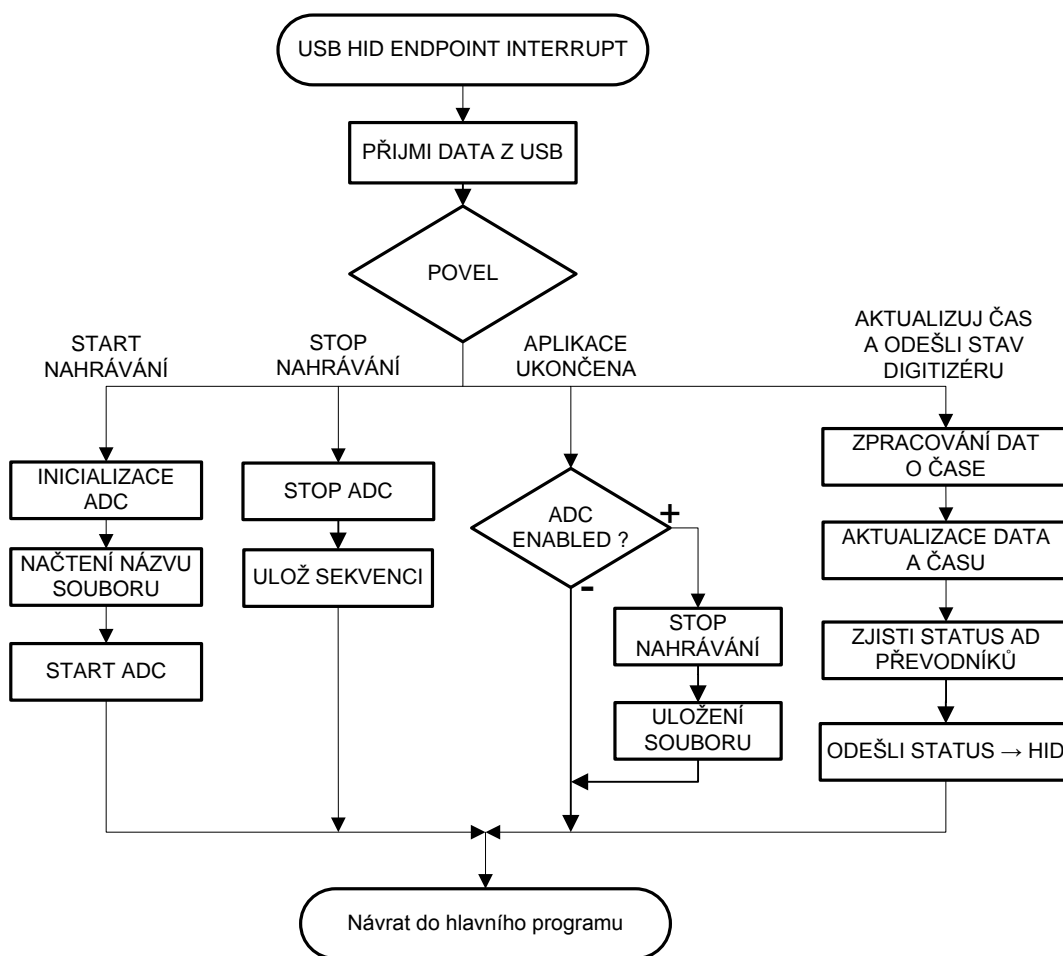 USB HID ENDPOINT INTERRUPT
PŘIJMI DATA Z USB
POVEL
START
NAHRÁVÁNÍ
STOP
NAHRÁVÁNÍ
APLIKACE
UKONČENA
AKTUALIZUJ ČAS
A ODEŠLI STAV
DIGITIZÉRU
INICIALIZACE
ADC
NAČTENÍ NÁZVU
SOUBORU
START ADC
STOP ADC
ULOŽ SEKVENCI
ADC
ENABLED ?
+
-
STOP
NAHRÁVÁNÍ
ULOŽENÍ
SOUBORU
ZPRACOVÁNÍ DAT
O ČASE
AKTUALIZACE DATA
A ČASU
ZJISTI STATUS AD
PŘEVODNÍKŮ
ODEŠLI STATUS → HID
Návrat do hlavního programu